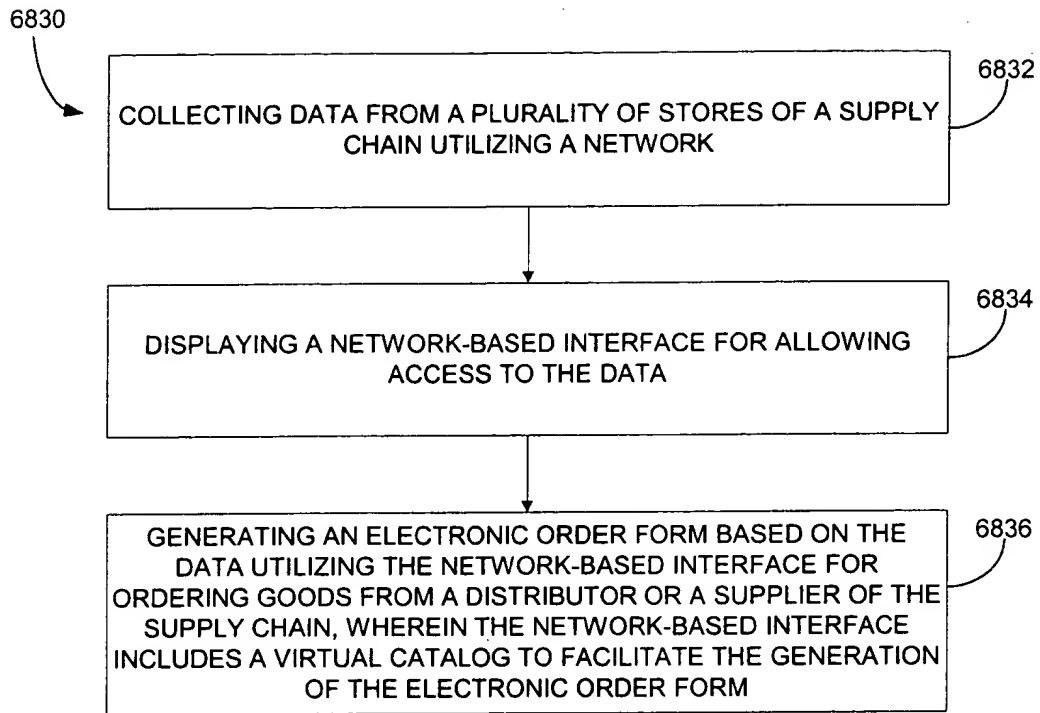 6830
6832
COLLECTING DATA FROM A PLURALITY OF STORES OF A SUPPLY
CHAIN UTILIZING A NETWORK
6834
DISPLAYING A NETWORK-BASED INTERFACE FOR ALLOWING
ACCESS TO THE DATA
6836
GENERATING AN ELECTRONIC ORDER FORM BASED ON THE
DATA UTILIZING THE NETWORK-BASED INTERFACE FOR
ORDERING GOODS FROM A DISTRIBUTOR OR A SUPPLIER OF THE
SUPPLY CHAIN, WHEREIN THE NETWORK-BASED INTERFACE
INCLUDES A VIRTUAL CATALOG TO FACILITATE THE GENERATION
OF THE ELECTRONIC ORDER FORM